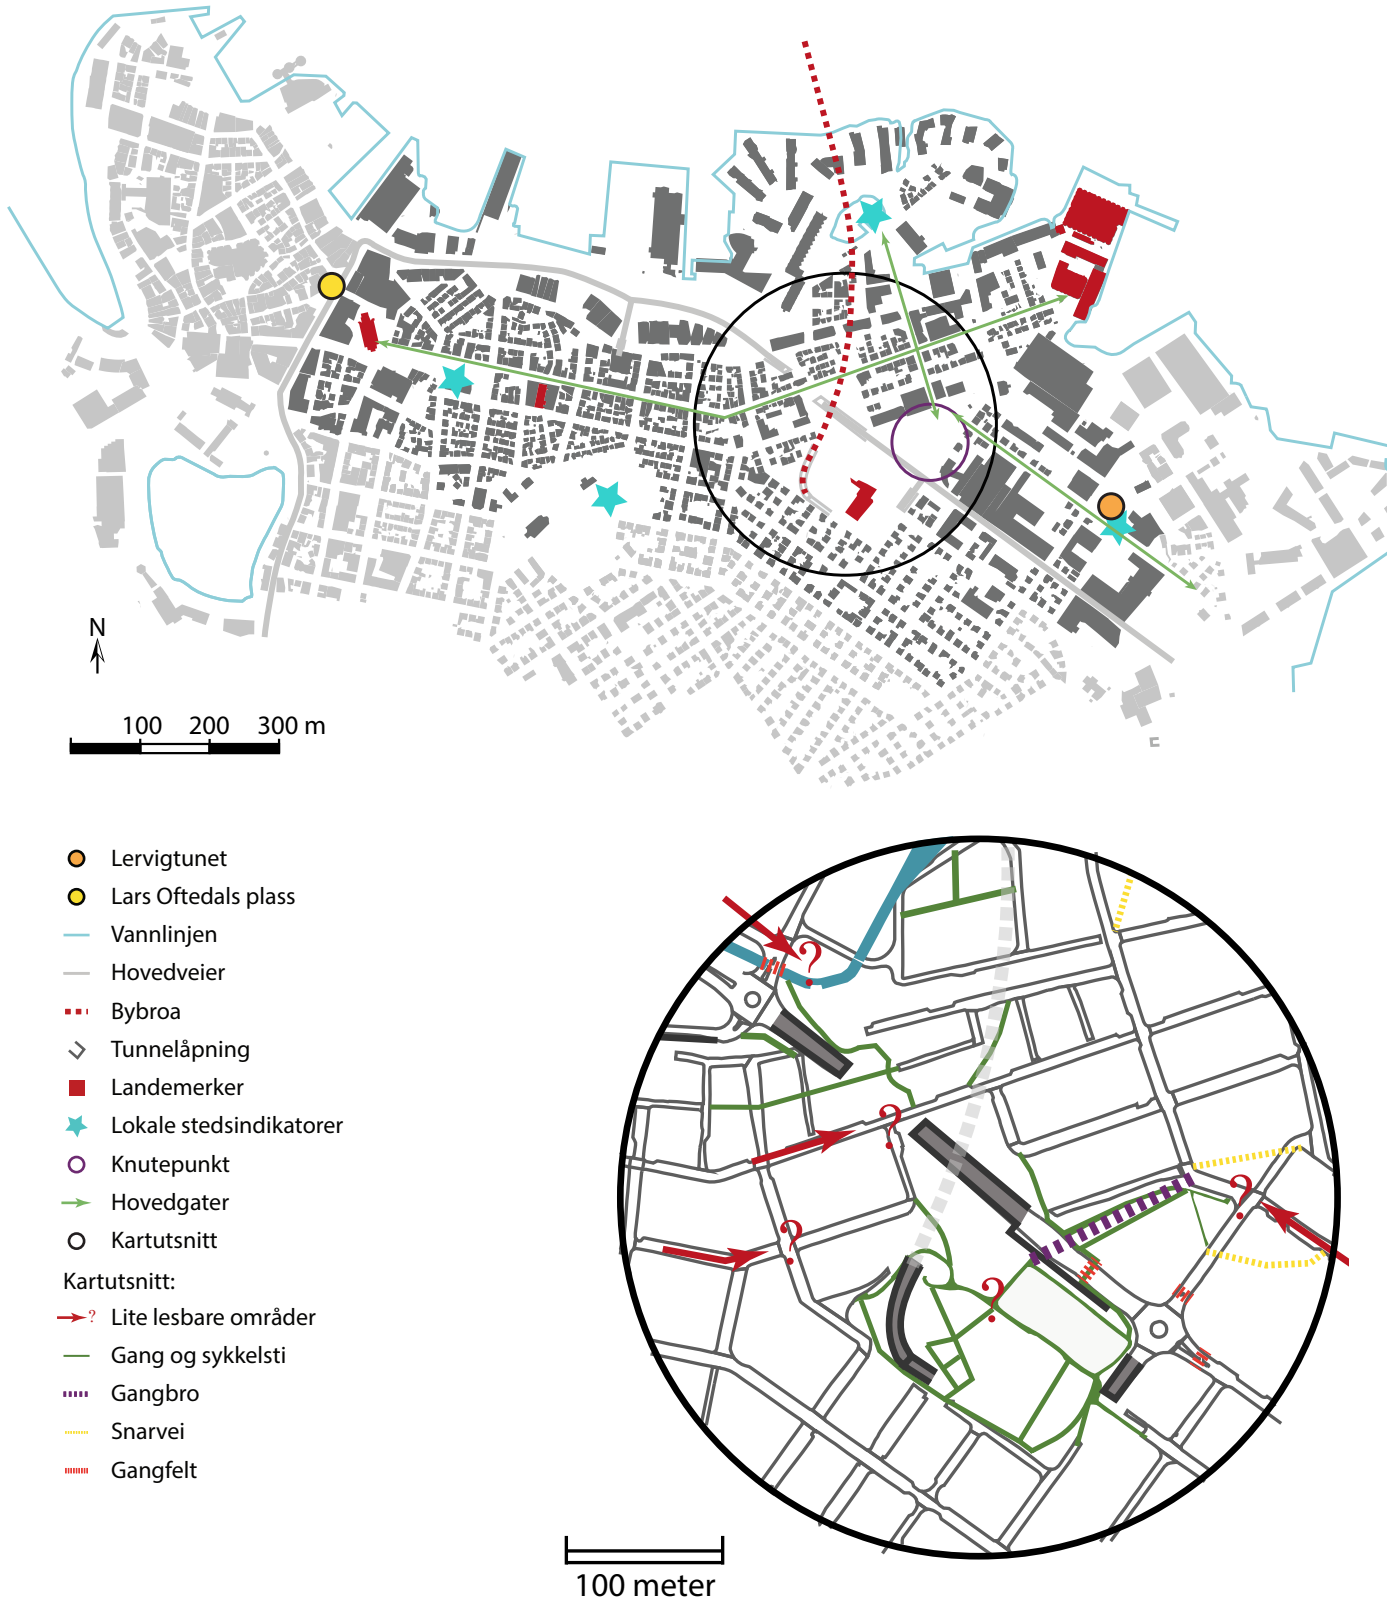 N
100 200 300 m
Lervigtunet
Lars Oftedals plass
Vannlinjen
Hovedveier
Bybroa
Tunnelåpning
Landemerker
Lokale stedsindikatorer
Knutepunkt
Hovedgater
Kartutsnitt
Kartutsnitt:
? Lite lesbare områder
Gang og sykkelsti
Gangbro
Snarvei
Gangfelt
?
?
?
?
?
100 meter